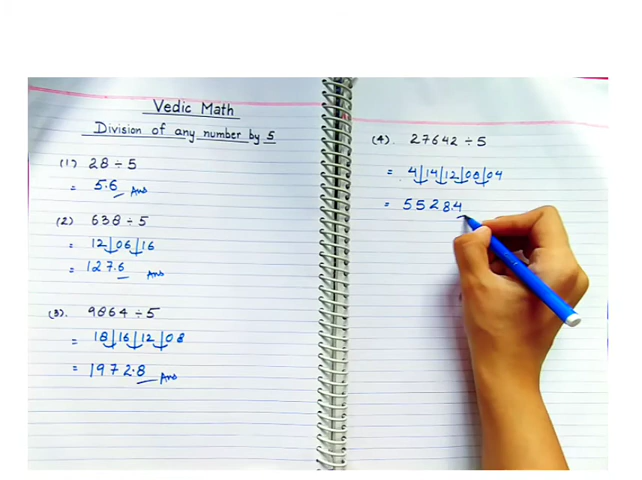 Vedic Math
Division of any number by 5
(1) 28 ÷ 5
= 5.6 Ans
(2) 638 ÷ 5
= 12 06 16
= 127.6 Ans
(3). 9864 ÷ 5
= 18 16 12 08
= 1972.8 Ans
(4). 27642 ÷ 5
= 4 14 12 08 04
= 5528.4